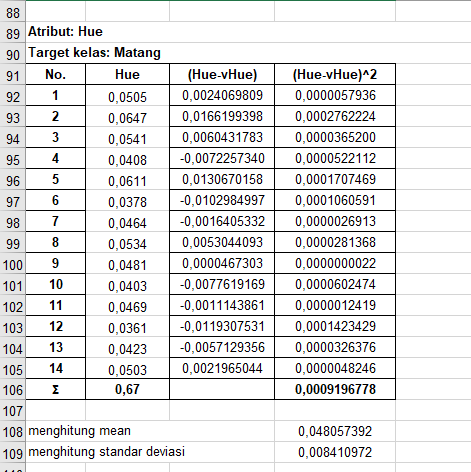 88
89 Atribut: Hue
90 Target kelas: Matang
91 No. Hue (Hue-vHue) (Hue-vHue)^2
92 1 0,0505 0,0024069809 0,0000057936
93 2 0,0647 0,0166199398 0,0002762224
94 3 0,0541 0,0060431783 0,0000365200
95 4 0,0408 -0,0072257340 0,0000522112
96 5 0,0611 0,0130670158 0,0001707469
97 6 0,0378 -0,0102984997 0,0001060591
98 7 0,0464 -0,0016405332 0,0000026913
99 8 0,0534 0,0053044093 0,0000281368
100 9 0,0481 0,0000467303 0,0000000022
101 10 0,0403 -0,0077619169 0,0000602474
102 11 0,0469 -0,0011143861 0,0000012419
103 12 0,0361 -0,0119307531 0,0001423429
104 13 0,0423 -0,0057129356 0,0000326376
105 14 0,0503 0,0021965044 0,0000048246
106 Σ 0,67 0,0009196778
107
108 menghitung mean 0,048057392
109 menghitung standar deviasi 0,008410972